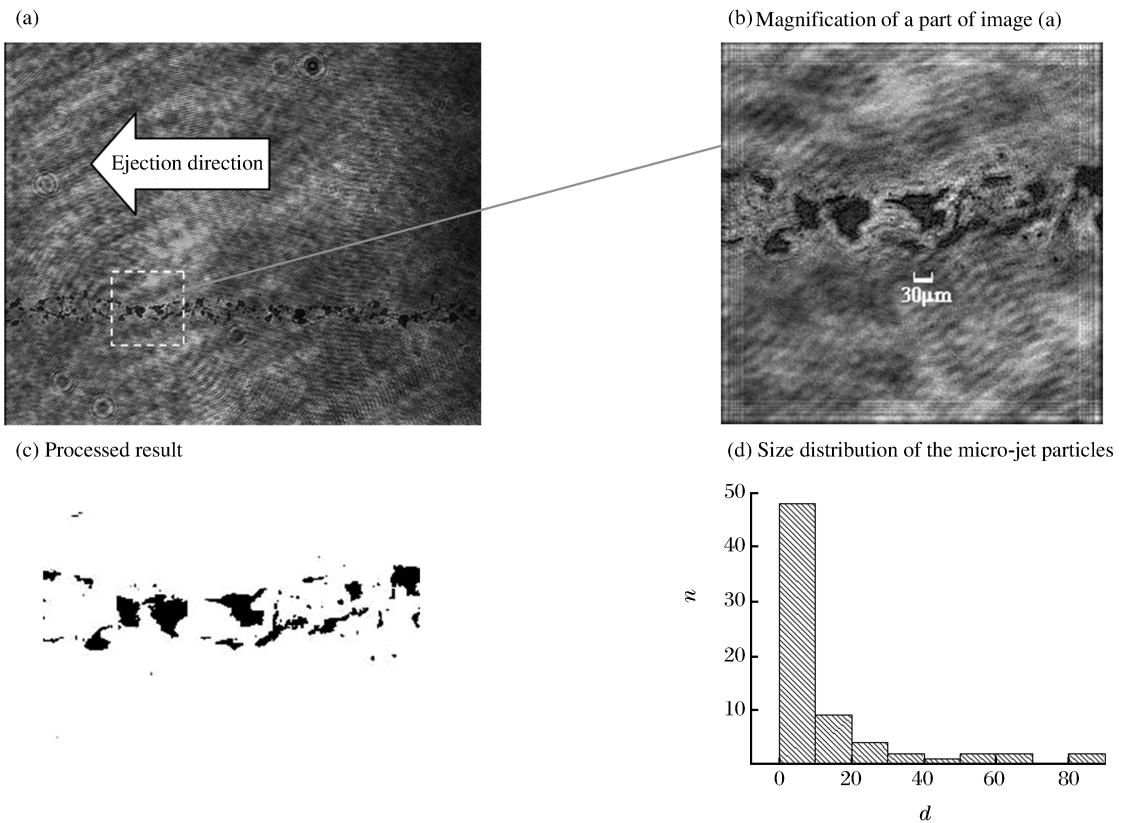 (a)
(b) Magnification of a part of image (a)
Ejection direction
30μm
(c) Processed result
(d) Size distribution of the micro-jet particles
50
40
30
20
10
n
0
20
40
60
80
d